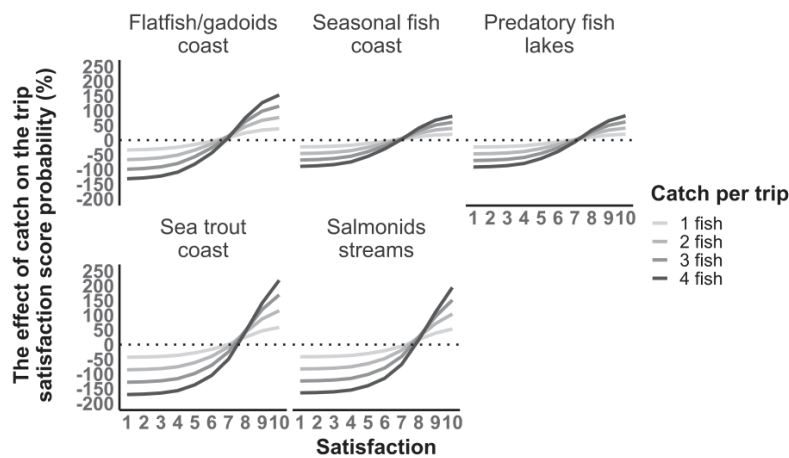 Flatfish/gadoids
coast
Seasonal fish
coast
Predatory fish
lakes
The effect of catch on the trip
satisfaction score probability (%)
250
200
150
100
50
0
-50
-100
-150
-200
1 2 3 4 5 6 7 8 9 10
Catch per trip
1 fish
2 fish
3 fish
4 fish
Sea trout
coast
Salmonids
streams
250
200
150
100
50
0
-50
-100
-150
-200
1 2 3 4 5 6 7 8 9 10
1 2 3 4 5 6 7 8 9 10
Satisfaction